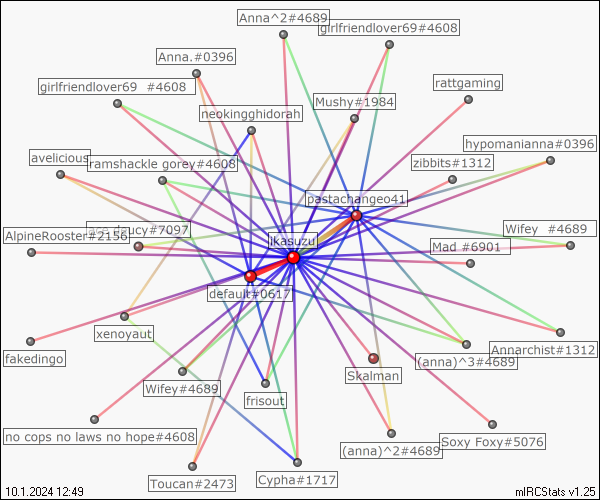 Anna^2#4689
girlfriendlover69#4608
Anna.#0396
rattgaming
girlfriendlover69 #4608
Mushy#1984
neokingghidorah
hypomanianna#0396
avelicious
ramshackle gorey#4608
zibbits#1312
pastachangeo41
#7097
Wifey #4689
AlpineRooster#2156
ikasuzu
Mad #6901
default#0617
xenoyaut
Annarchist#1312
fakedingo
(anna)^3#4689
Skalman
Wifey#4689
frisout
no cops no laws no hope#4608
Soxy Foxy#5076
(anna)^2#4689
Toucan#2473
Cypha#1717
10.1.2024 12:49
mIRCStats v1.25